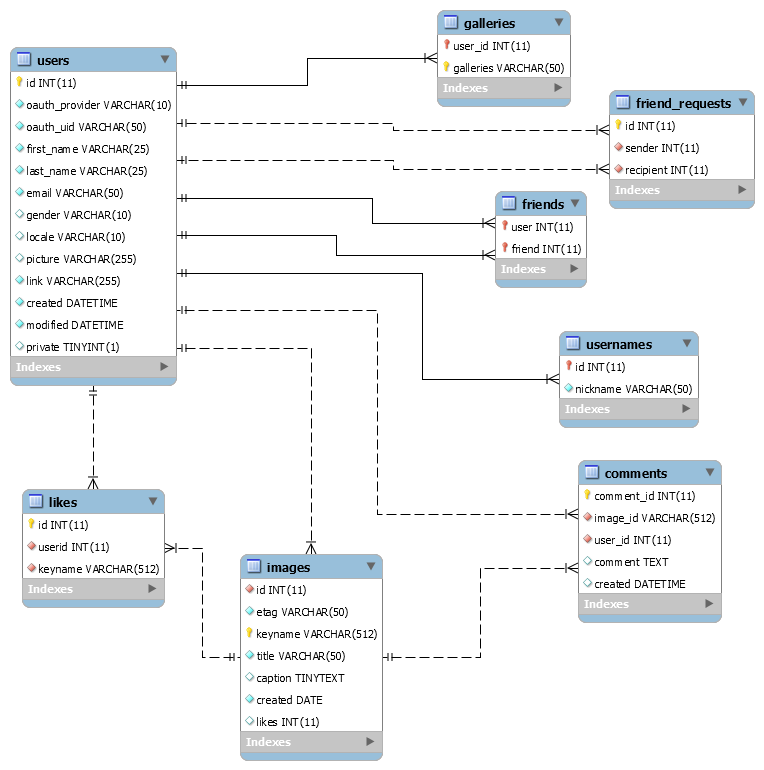 users
id INT(11)
oauth_provider VARCHAR(10)
oauth_uid VARCHAR(50)
first_name VARCHAR(25)
last_name VARCHAR(25)
email VARCHAR(50)
gender VARCHAR(10)
locale VARCHAR(10)
picture VARCHAR(255)
link VARCHAR(255)
created DATETIME
modified DATETIME
private TINYINT(1)
Indexes
galleries
user_id INT(11)
galleries VARCHAR(50)
Indexes
friend_requests
id INT(11)
sender INT(11)
recipient INT(11)
Indexes
friends
user INT(11)
friend INT(11)
Indexes
usernames
id INT(11)
nickname VARCHAR(50)
Indexes
comments
comment_id INT(11)
image_id VARCHAR(512)
user_id INT(11)
comment TEXT
created DATETIME
Indexes
likes
id INT(11)
userid INT(11)
keyname VARCHAR(512)
Indexes
images
id INT(11)
etag VARCHAR(50)
keyname VARCHAR(512)
title VARCHAR(50)
caption TINYTEXT
created DATE
likes INT(11)
Indexes